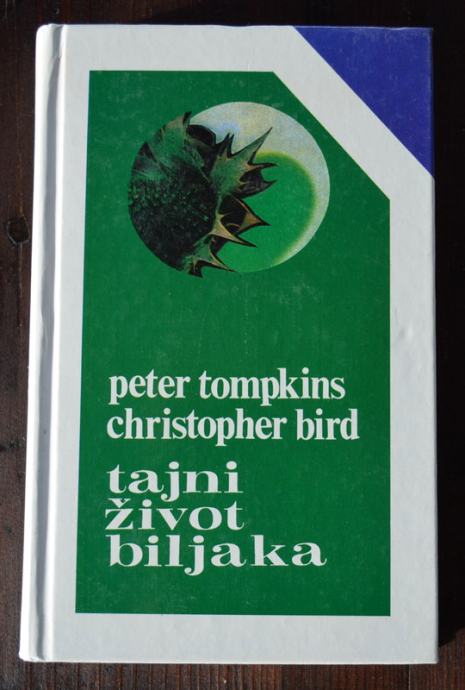 peter tompkins
christopher bird
tajni
život
biljaka